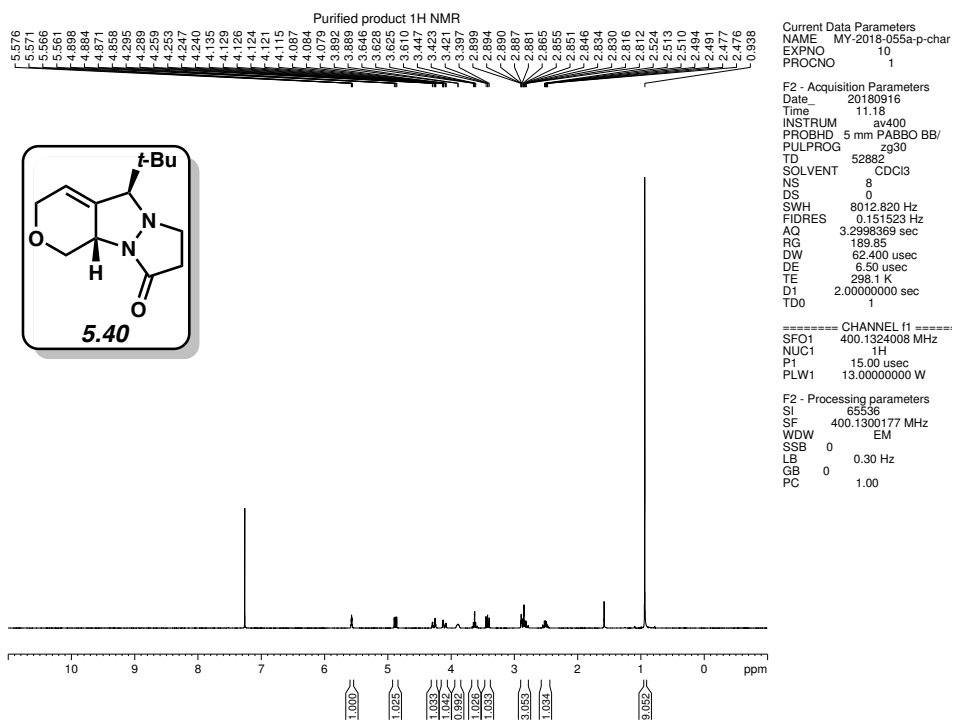 Purified product 1H NMR
5.576
5.571
5.566
5.561
4.898
4.884
4.871
4.858
4.295
4.289
4.259
4.253
4.247
4.240
4.135
4.129
4.126
4.124
4.121
4.115
4.087
4.084
4.079
3.892
3.889
3.646
3.628
3.625
3.610
3.447
3.423
3.421
3.397
2.899
2.894
2.890
2.887
2.881
2.865
2.855
2.851
2.846
2.834
2.830
2.816
2.812
2.524
2.513
2.510
2.494
2.491
2.477
2.476
0.938
t-Bu
N
O
N
H
O
5.40
Current Data Parameters
NAME MY-2018-055a-p-char
EXPNO 10
PROCNO 1
F2 - Acquisition Parameters
Date_ 20180916
Time 11.18
INSTRUM av400
PROBHD 5 mm PABBO BB/
PULPROG zg30
TD 52882
SOLVENT CDCl3
NS 8
DS 0
SWH 8012.820 Hz
FIDRES 0.151523 Hz
AQ 3.2998369 sec
RG 189.85
DW 62.400 usec
DE 6.50 usec
TE 298.1 K
D1 2.00000000 sec
TD0 1
======== CHANNEL f1 =====
SFO1 400.1324008 MHz
NUC1 1H
P1 15.00 usec
PLW1 13.00000000 W
F2 - Processing parameters
SI 65536
SF 400.1300177 MHz
WDW EM
SSB 0
LB 0.30 Hz
GB 0
PC 1.00
10 9 8 7 6 5 4 3 2 1 0 ppm
1.000
1.025
1.033
1.042
0.992
1.026
1.033
3.053
1.034
9.052